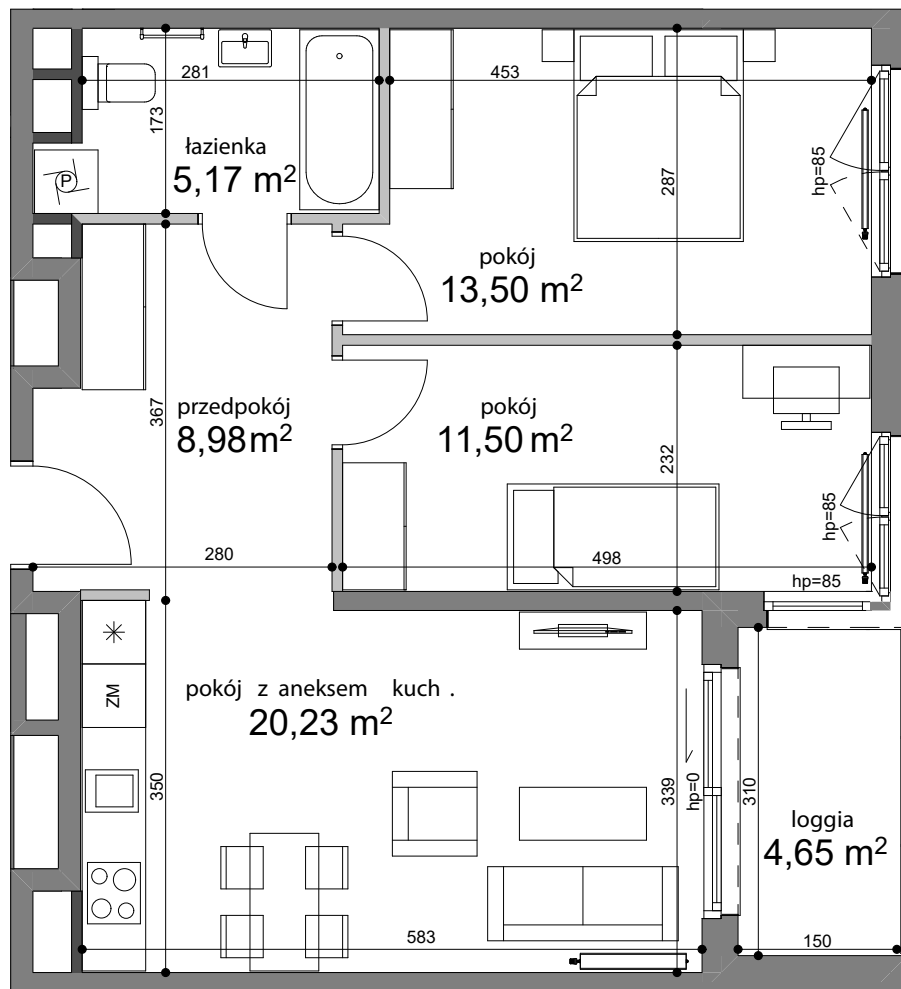 281
453
173
łazienka
5,17 m²
P
287
hp=85
pokój
13,50 m²
367
przedpokój
8,98m²
pokój
11,50 m²
232
hp=85
280
498
hp=85
ZM
pokój z aneksem kuch .
20,23 m²
350
339
hp=0
310
loggia
4,65 m²
583
150